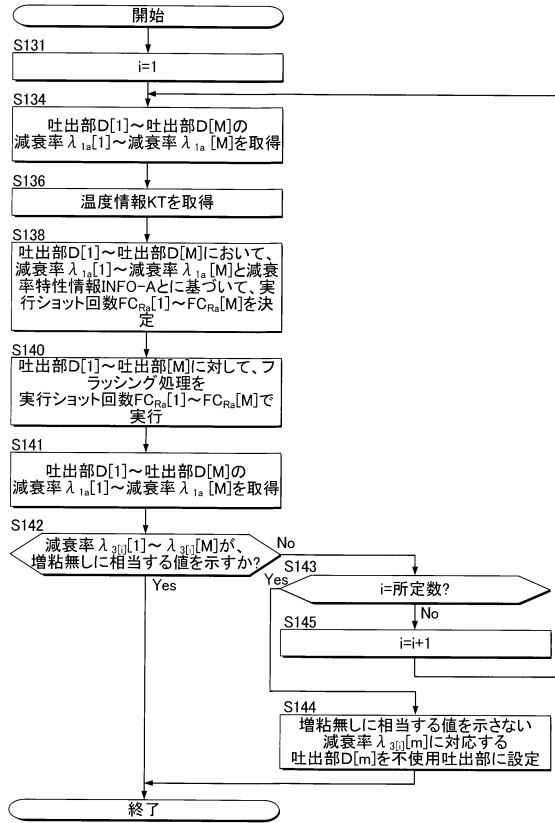 開始
S131
i=1
S134
吐出部D[1]～吐出部D[M]の
減衰率λ1a[1]～減衰率λ1a[M]を取得
S136
温度情報KTを取得
S138
吐出部D[1]～吐出部D[M]において、
減衰率λ1a[1]～減衰率λ1a[M]と減衰
率特性情報INFO-Aとに基づいて、実
行ショット回数FCRa[1]～FCRa[M]を決
定
S140
吐出部D[1]～吐出部[M]に対して、フ
ラッシング処理を
実行ショット回数FCRa[1]～FCRa[M]で
実行
S141
吐出部D[1]～吐出部D[M]の
減衰率λ1a[1]～減衰率λ1a[M]を取得
S142
減衰率λ3[i][1]～λ3[i][M]が、
増粘無しに相当する値を示すか?
No
Yes
S143
Yes
i=所定数?
No
S145
i=i+1
S144
増粘無しに相当する値を示さない
減衰率λ3[i][m]に対応する
吐出部D[m]を不使用吐出部に設定
終了